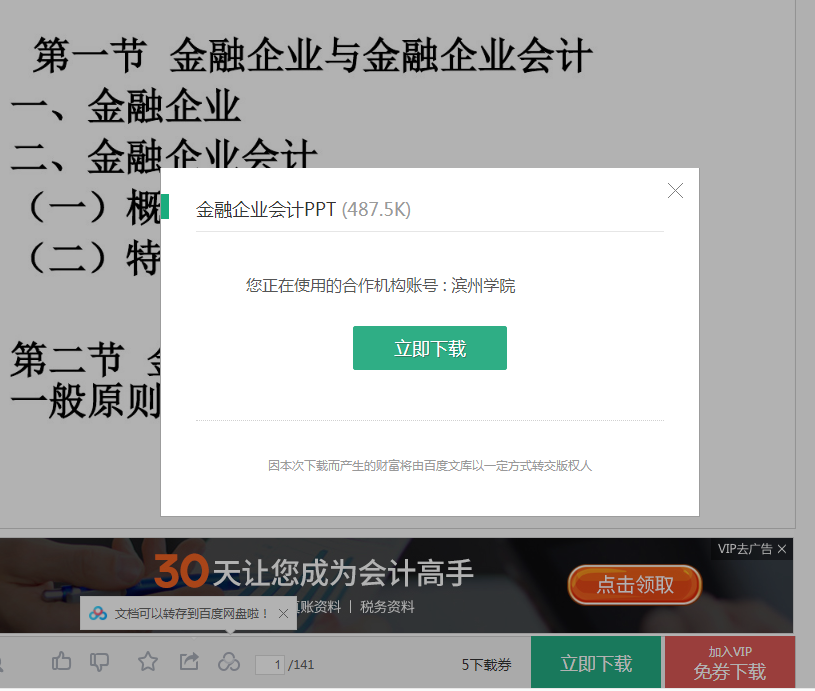 第一节 金融企业与金融企业会计
一、金融企业
二、金融企业会计
（一）概
（二）特
第二节 金
一般原则
金融企业会计PPT (487.5K)
您正在使用的合作机构账号 : 滨州学院
立即下载
因本次下载而产生的财富将由百度文库以一定方式转交版权人
VIP去广告
30天让您成为会计高手
账资料 | 税务资料
点击领取
文档可以转存到百度网盘啦！
1 /141
5下载券
立即下载
加入VIP
免券下载